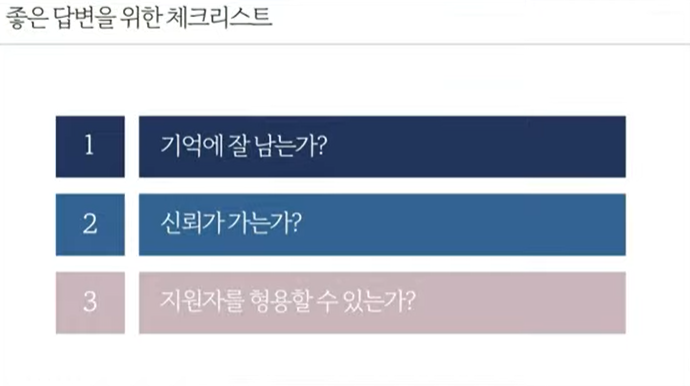 좋은 답변을 위한 체크리스트
1 기억에 잘 남는가?
2 신뢰가 가는가?
3 지원자를 형용할 수 있는가?